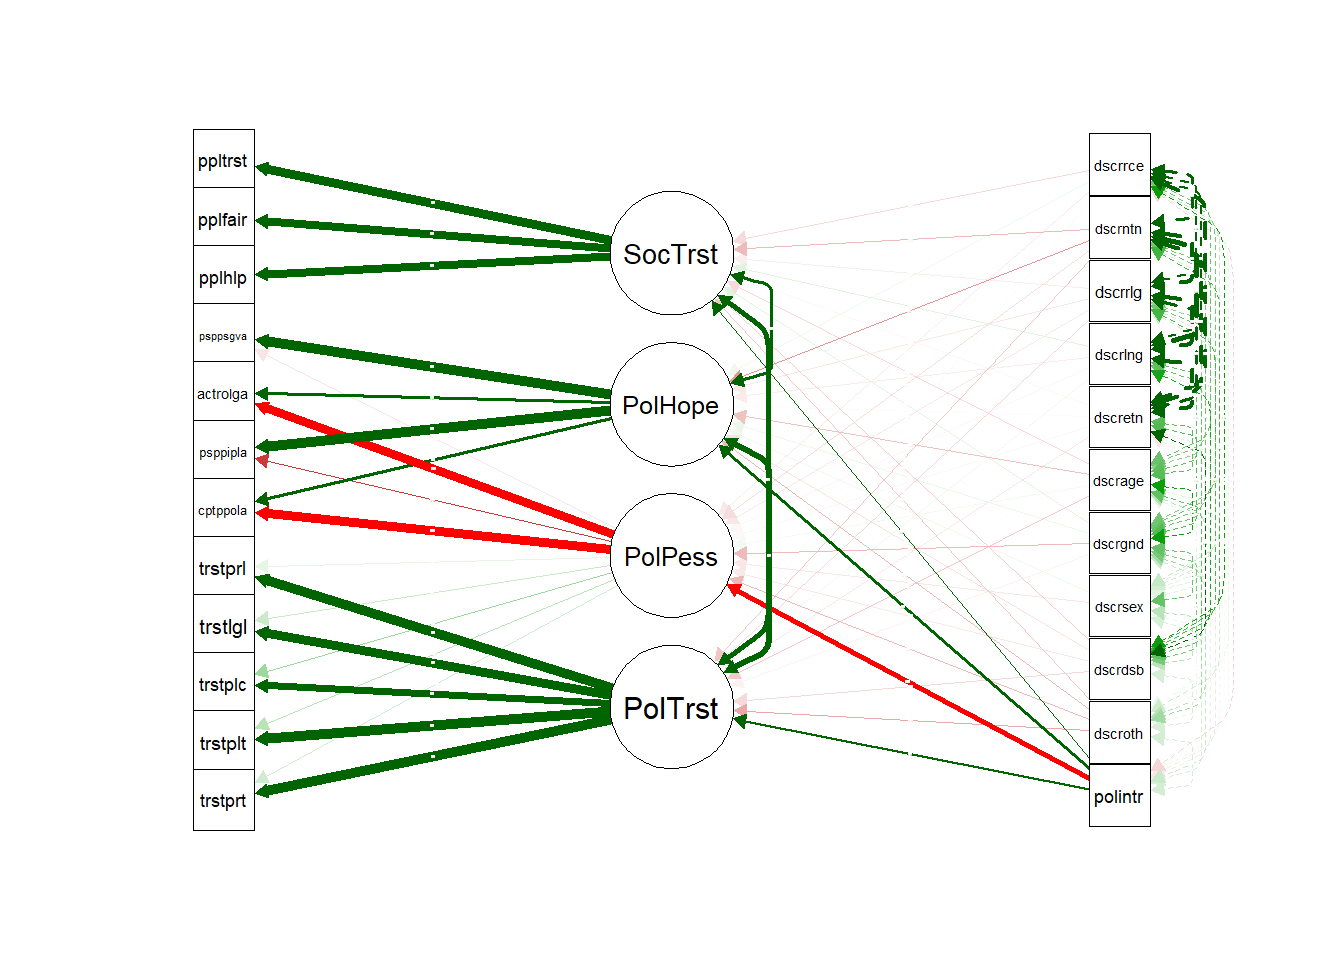 ppltrst
pplfair
pplhlp
psppsgva
actrolga
psppipla
cptppola
trstprl
trstlgl
trstplc
trstplt
trstprt
SocTrst
PolHope
PolPess
PolTrst
dscrrce
dscrntn
dscrrlg
dscrlng
dscretn
dscrage
dscrgnd
dscrsex
dscrdsb
dscroth
polintr